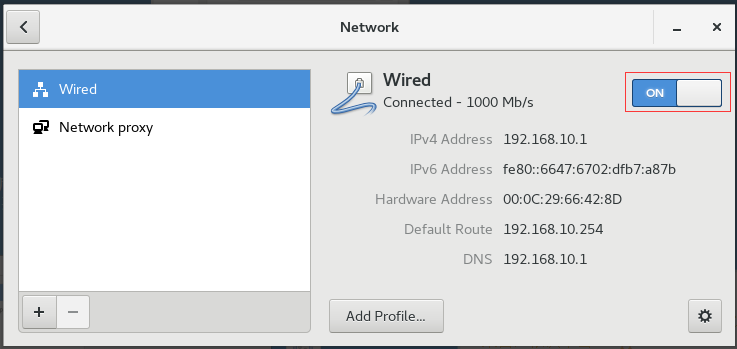 Network
Wired
Network proxy
Wired
Connected - 1000 Mb/s
ON
IPv4 Address 192.168.10.1
IPv6 Address fe80::6647:6702:dfb7:a87b
Hardware Address 00:0C:29:66:42:8D
Default Route 192.168.10.254
DNS 192.168.10.1
Add Profile...